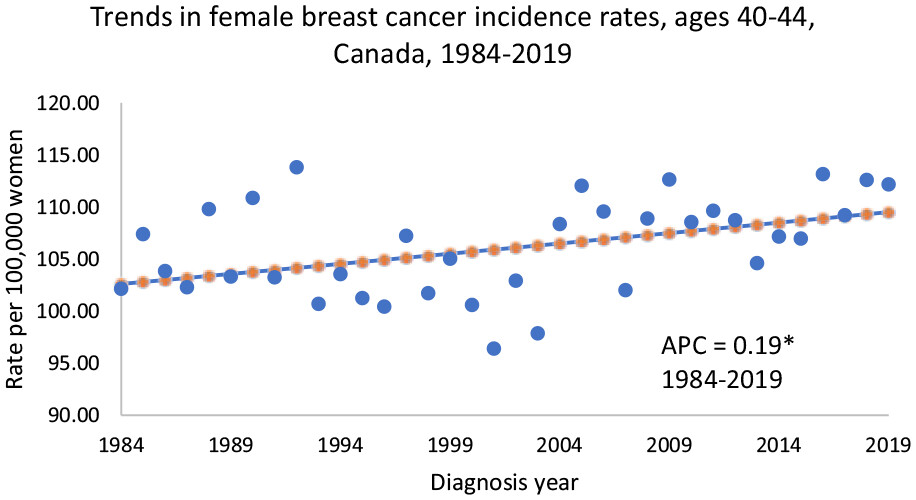 Trends in female breast cancer incidence rates, ages 40-44,
Canada, 1984-2019
Rate per 100,000 women
120.00
115.00
110.00
105.00
100.00
95.00
90.00
APC = 0.19*
1984-2019
1984 1989 1994 1999 2004 2009 2014 2019
Diagnosis year